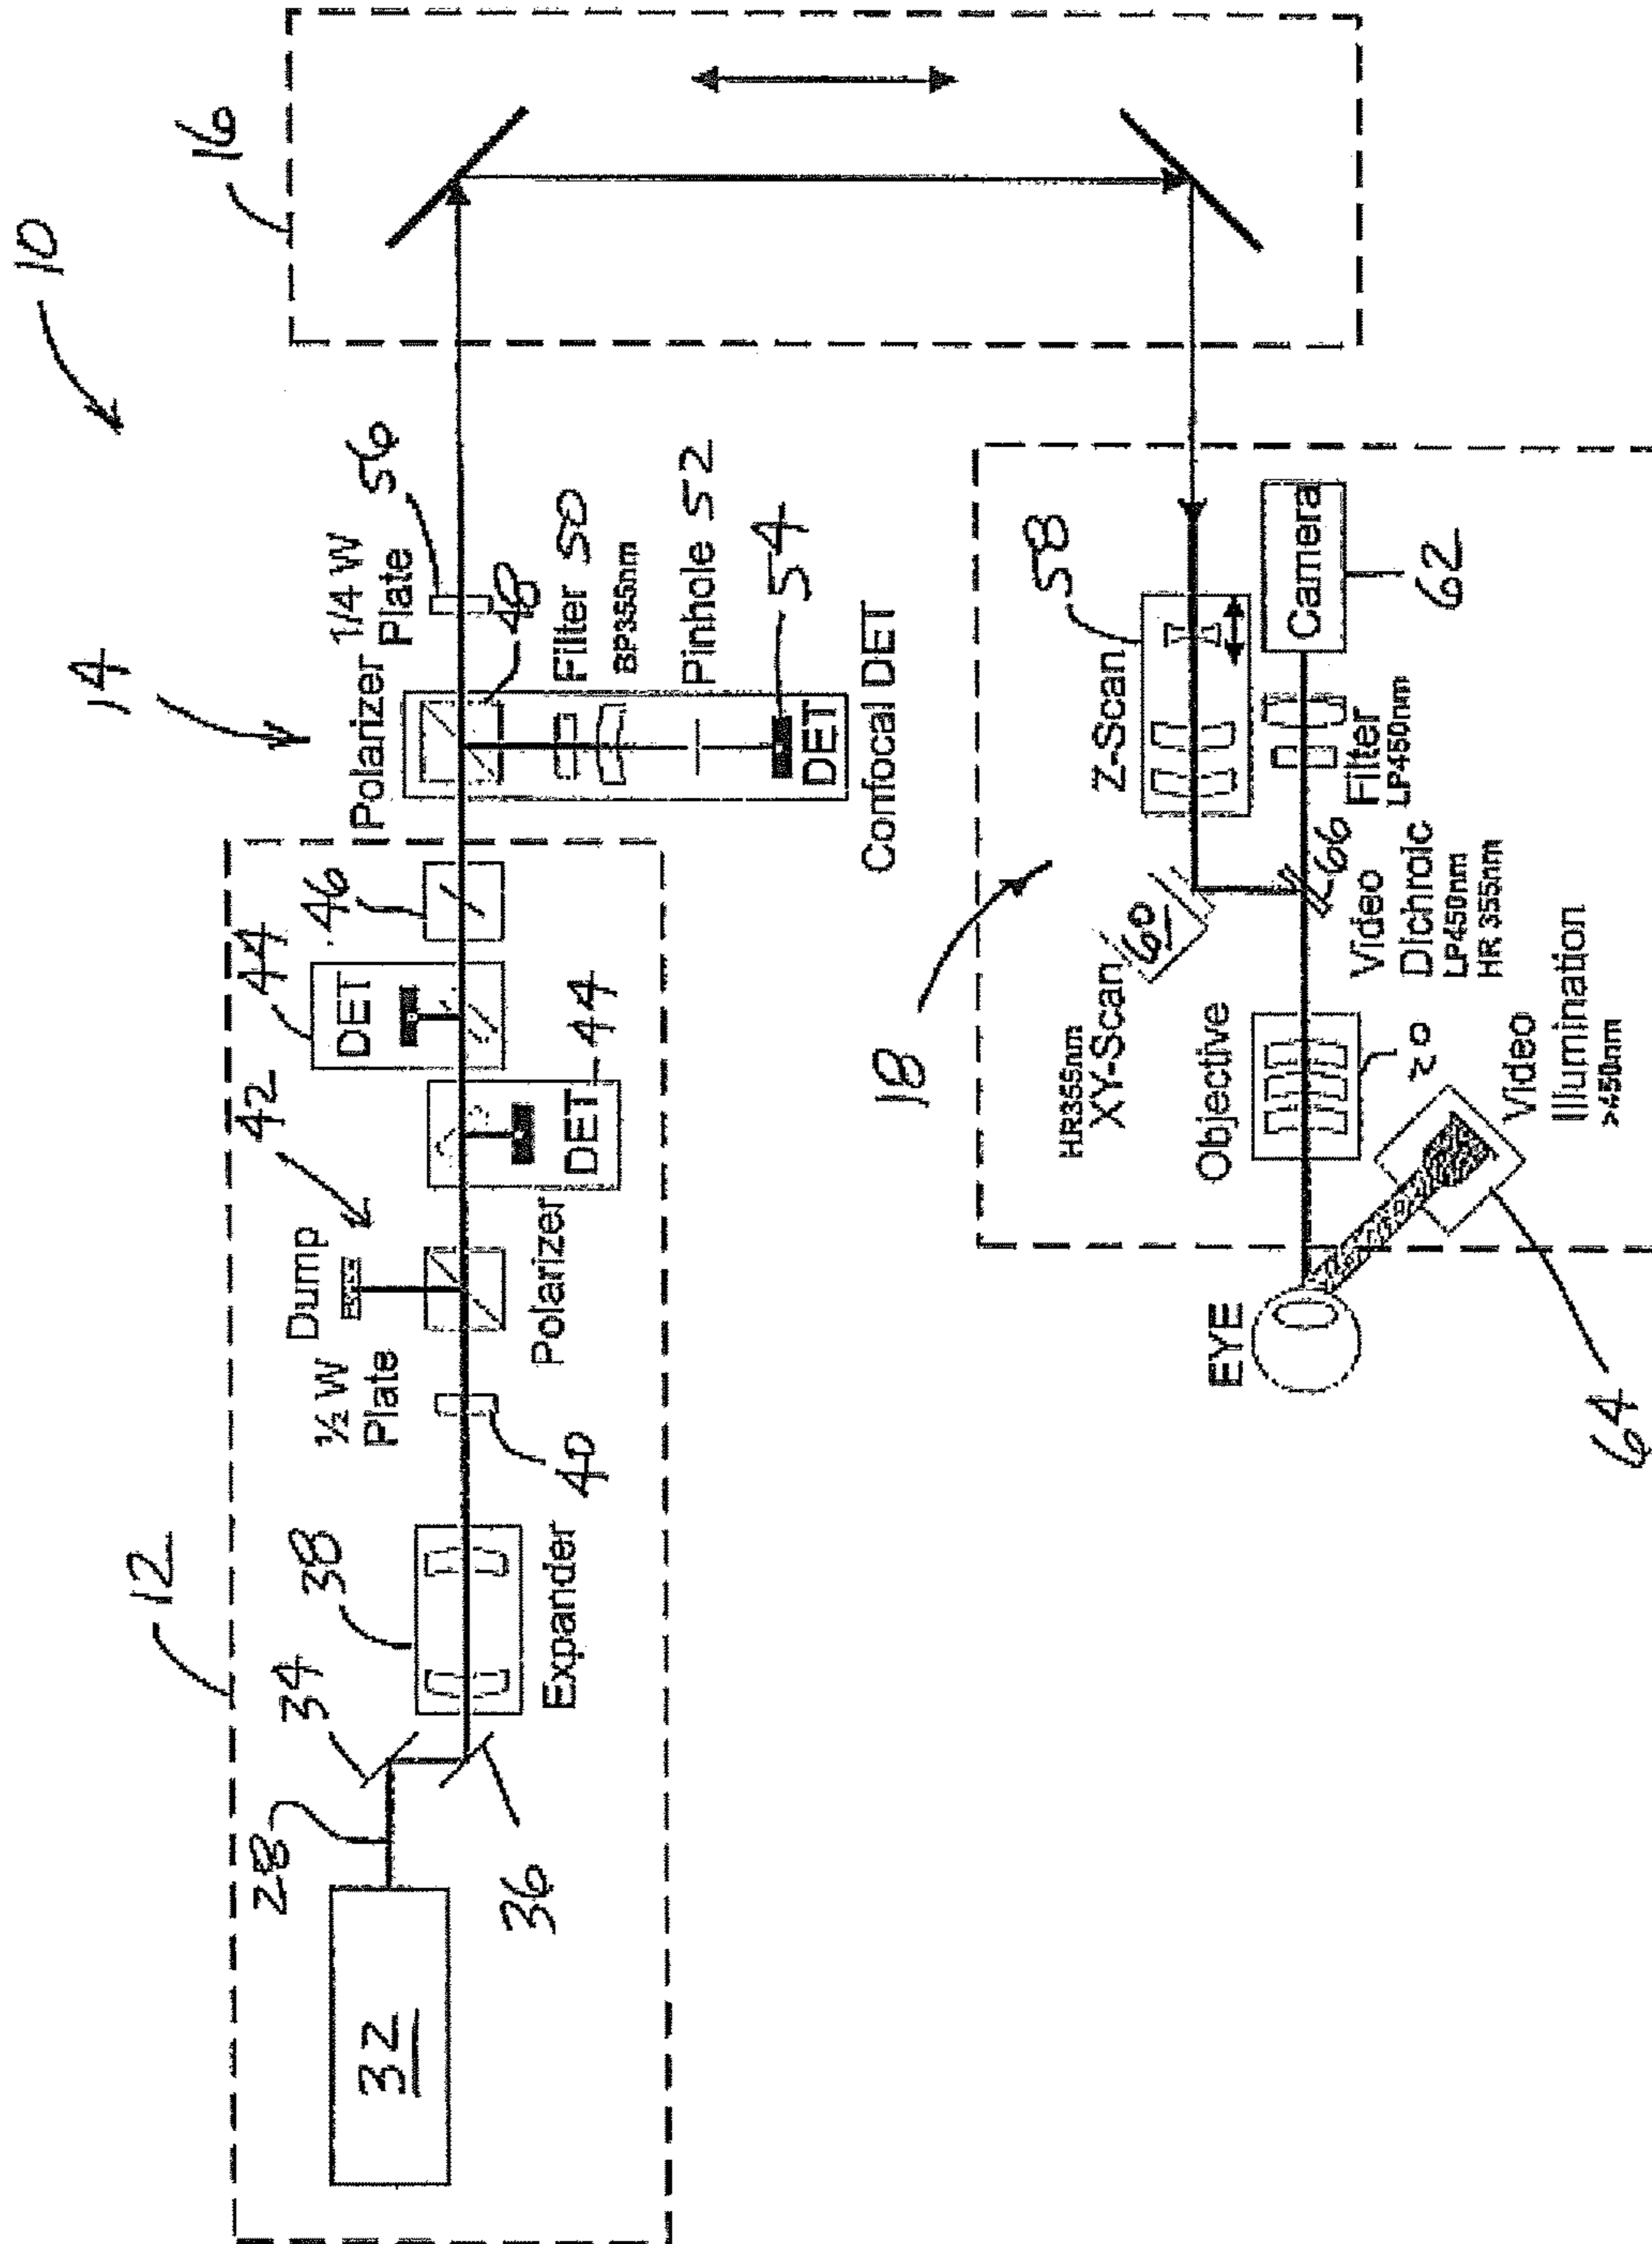 10
12
14
16
32
28
34
36
38
Expander
½ W
Plate
40
Dump
42
Polarizer
DET
44
DET
44
46
Polarizer
48
1/4 W
Plate
56
Filter 50
BP355nm
Pinhole 52
54
DET
Confocal DET
18
58
Z-Scan
Camera
62
Filter
LP450nm
HR355nm
XY-Scan
60
66
Video
Dichroic
LP450nm
HR 355nm
Objective
20
Video
Illumination
>450nm
EYE
64